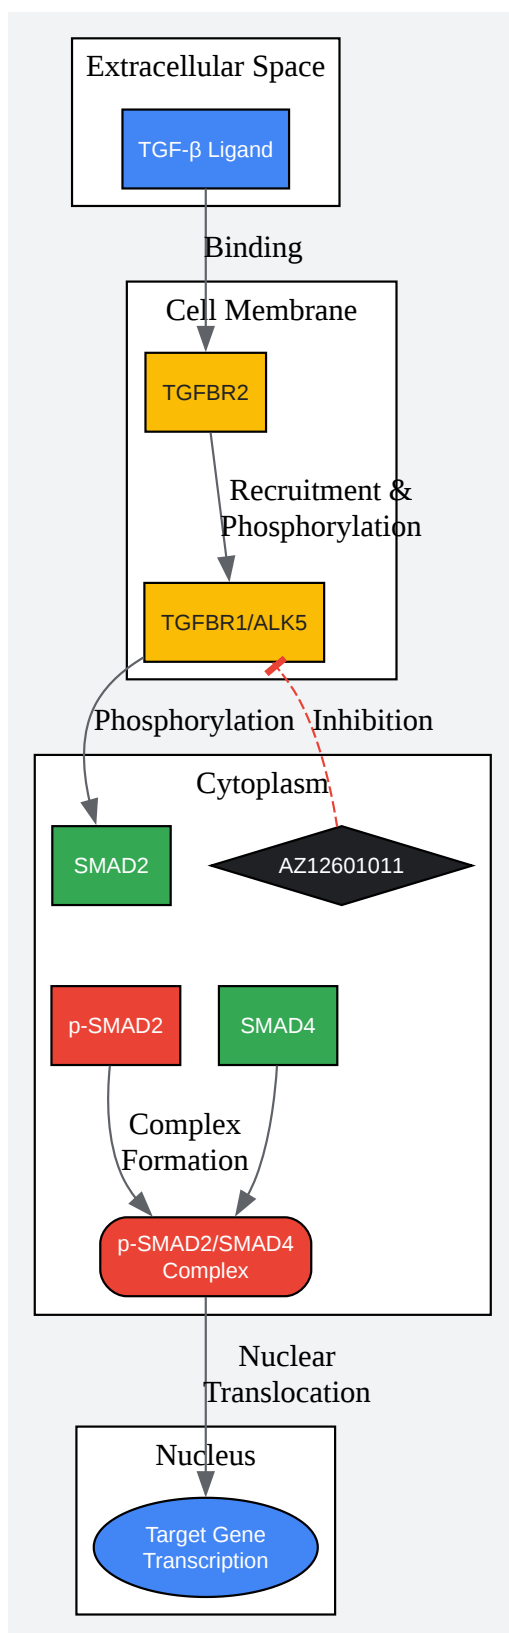 Extracellular Space
TGF-β Ligand
Binding
Cell Membrane
TGFBR2
Recruitment &
Phosphorylation
TGFBR1/ALK5
Phosphorylation
Inhibition
Cytoplasm
SMAD2
AZ12601011
p-SMAD2
SMAD4
Complex
Formation
p-SMAD2/SMAD4
Complex
Nuclear
Translocation
Nucleus
Target Gene
Transcription